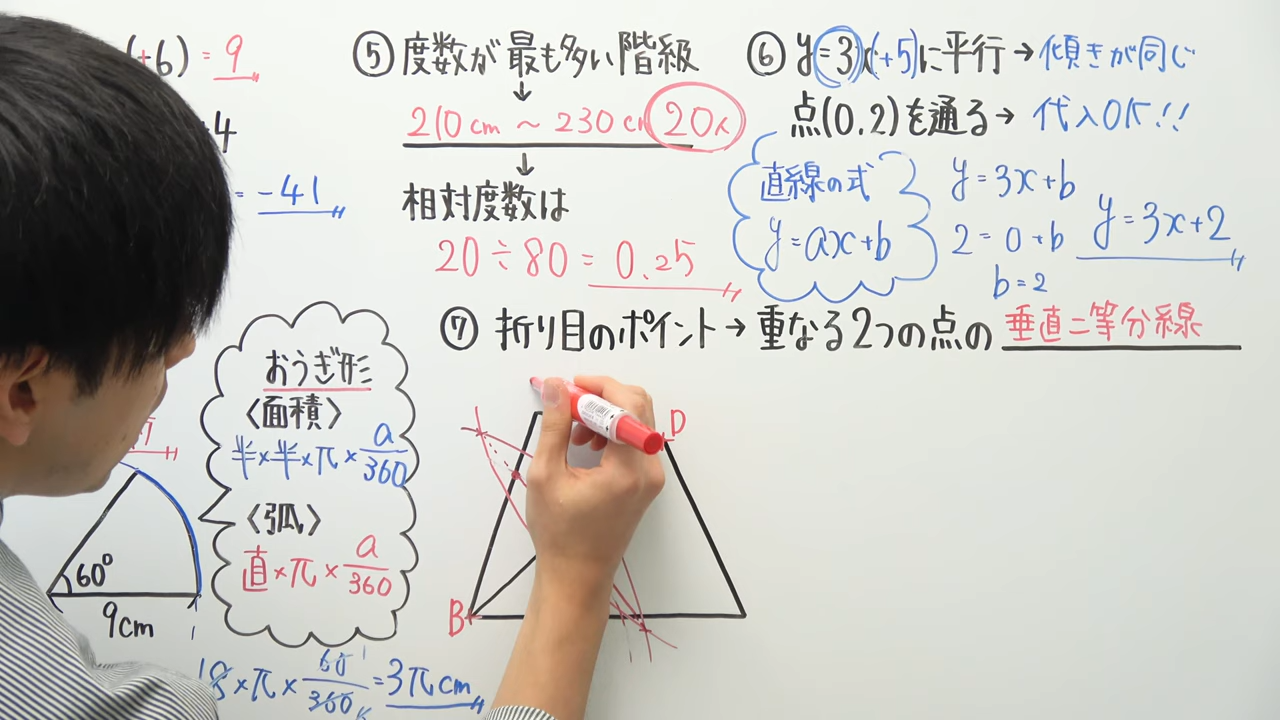 +6) = 9
4
= -41
⑤ 度数が最も多い階級
↓
210cm ～ 230cm 20人
↓
相対度数は
20 ÷ 80 = 0.25
⑥ y=3x(+5)に平行 → 傾きが同じ
点(0.2)を通る → 代入OK!!
直線の式
y=ax+b
y=3x+b
2=0+b
b=2
y=3x+2
⑦ 折り目のポイント → 重なる2つの点の 垂直二等分線
D
B
おうぎ形
〈面積〉
半×半×π×a/360
〈弧〉
直×π×a/360
60°
9cm
18×π×60/360=3πcm
1